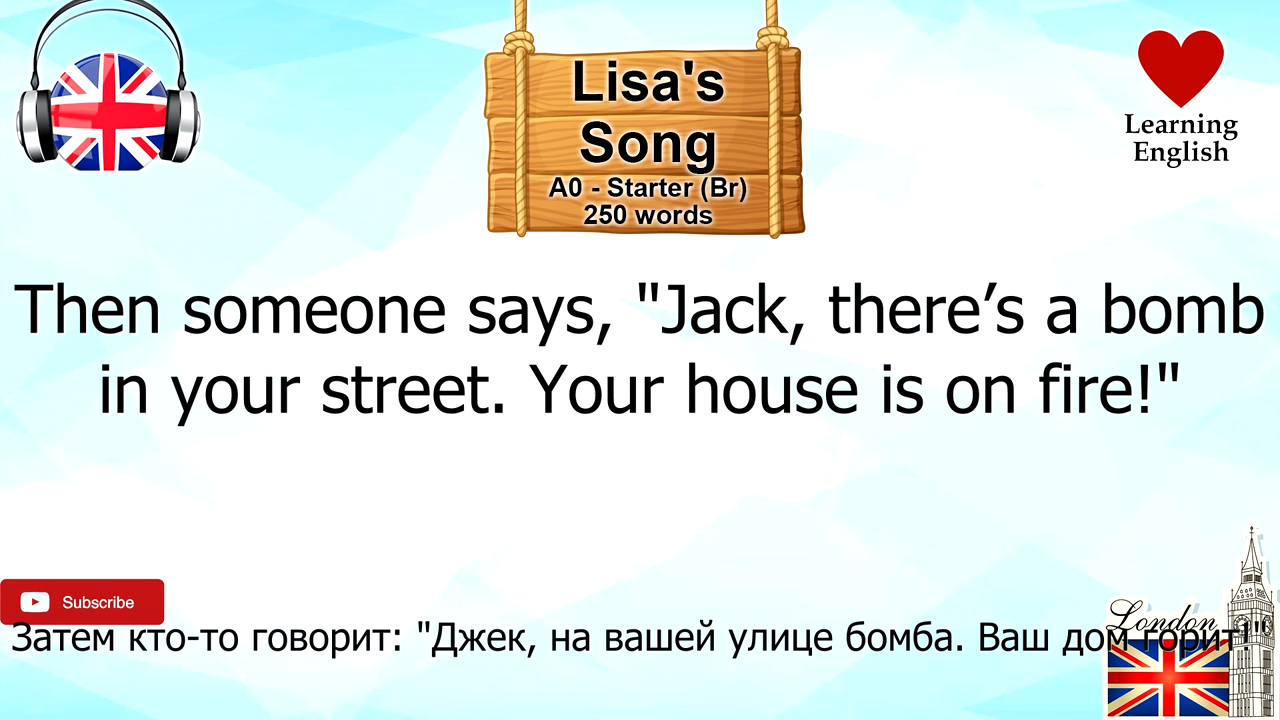 Lisa's
Song
A0 - Starter (Br)
250 words
Learning
English
Then someone says, "Jack, there’s a bomb
in your street. Your house is on fire!"
Subscribe
London
Затем кто-то говорит: "Джек, на вашей улице бомба. Ваш дом горит!"